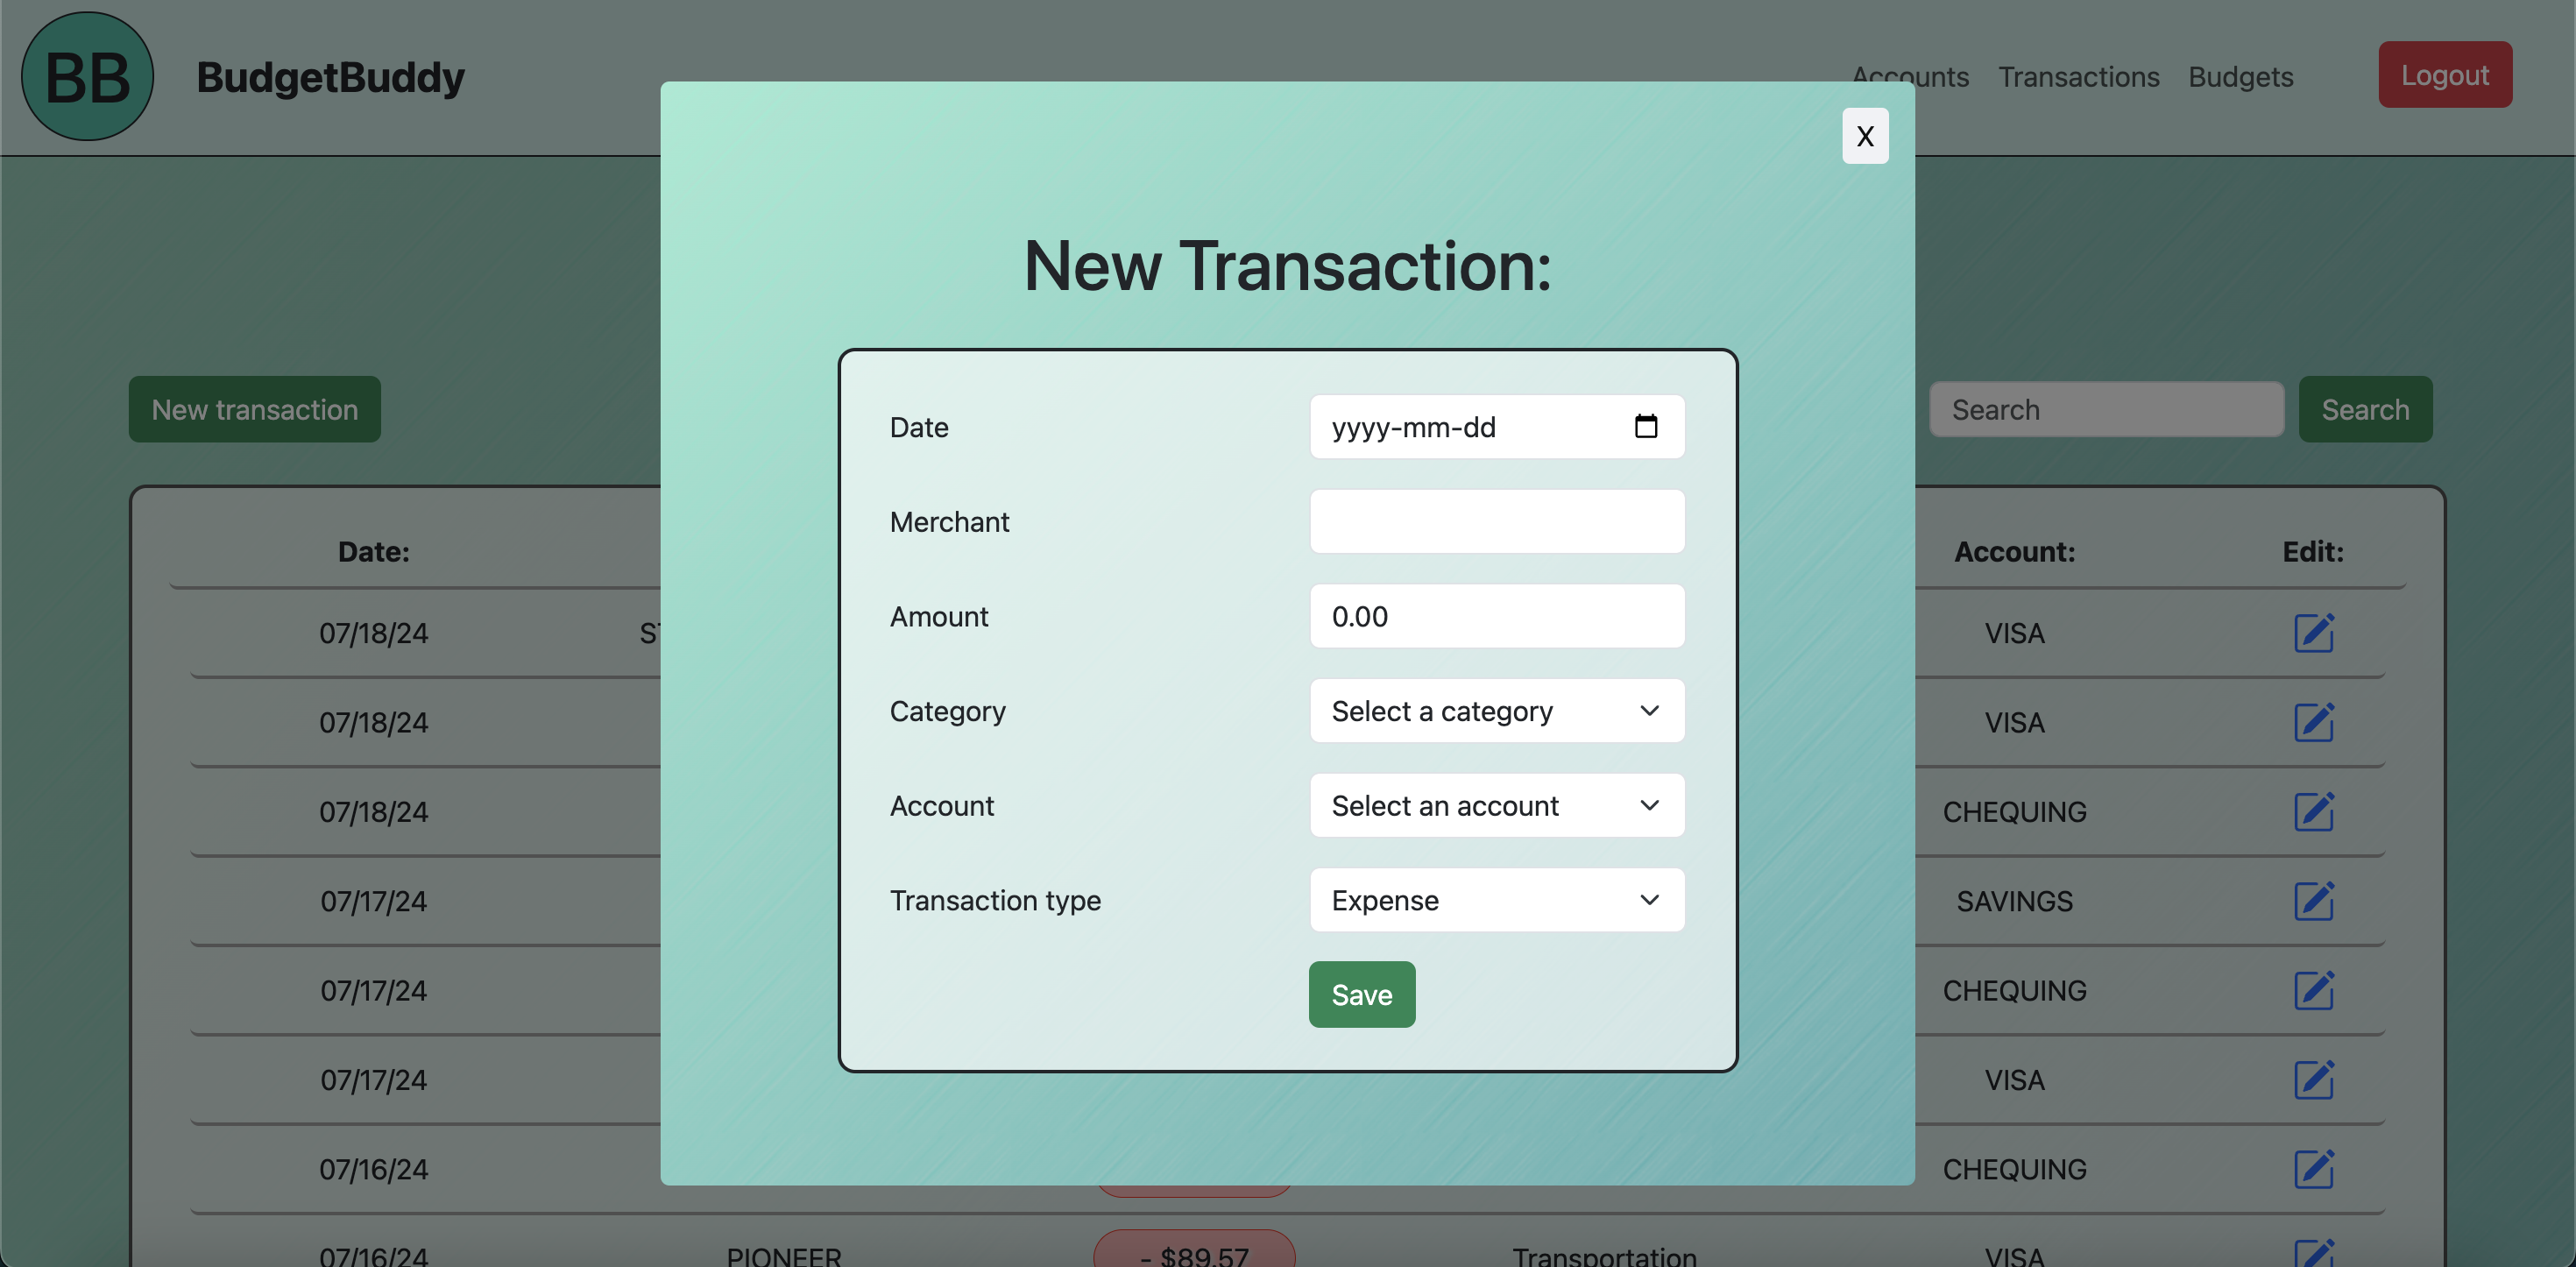 BB BudgetBuddy Accounts Transactions Budgets Logout
X
New Transaction:
New transaction
Search Search
Date yyyy-mm-dd
Merchant
Amount 0.00
Category Select a category
Account Select an account
Transaction type Expense
Save
Date: Account: Edit:
07/18/24 VISA
07/18/24 VISA
07/18/24 CHEQUING
07/17/24 SAVINGS
07/17/24 CHEQUING
07/17/24 VISA
07/16/24 CHEQUING
07/16/24 PIONEER - $89.57 Transportation VISA